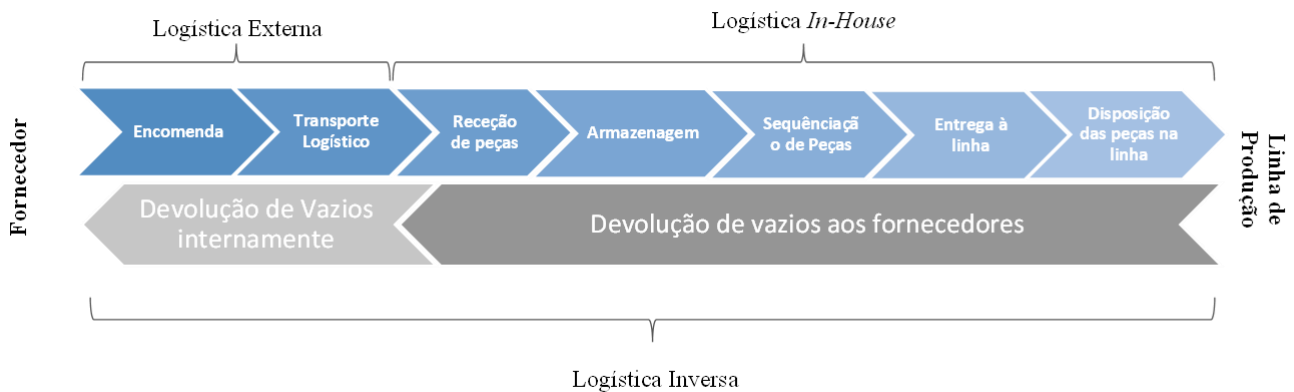 Logística Externa
Logística In-House
Fornecedor
Encomenda
Transporte
Logístico
Receção
de peças
Armazenagem
Sequênciaçã
o de Peças
Entrega à
linha
Disposição
das peças na
linha
Linha de
Produção
Devolução de Vazios
internamente
Devolução de vazios aos fornecedores
Logística Inversa